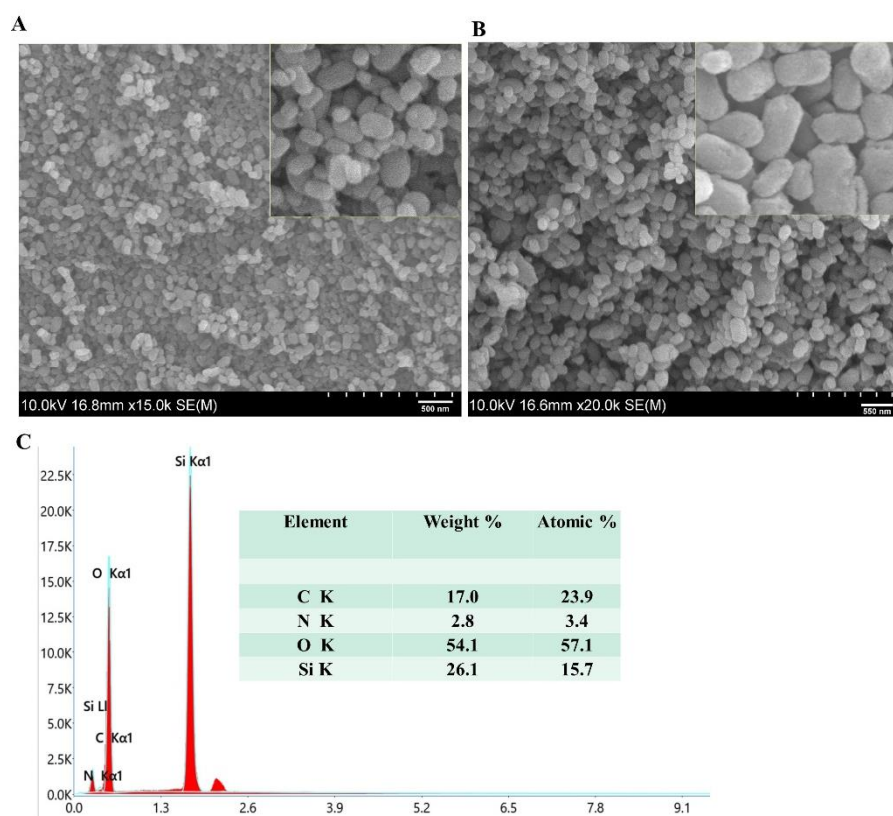 A
B
10.0kV 16.8mm x15.0k SE(M)
500 nm
10.0kV 16.6mm x20.0k SE(M)
550 nm
C
22.5K
20.0K
17.5K
15.0K
12.5K
10.0K
7.5K
5.0K
2.5K
0.0K
Si Kα1
O Kα1
Si Ll
C Kα1
N Kα1
0.0 1.3 2.6 3.9 5.2 6.5 7.8 9.1
Element Weight % Atomic %
C K 17.0 23.9
N K 2.8 3.4
O K 54.1 57.1
Si K 26.1 15.7